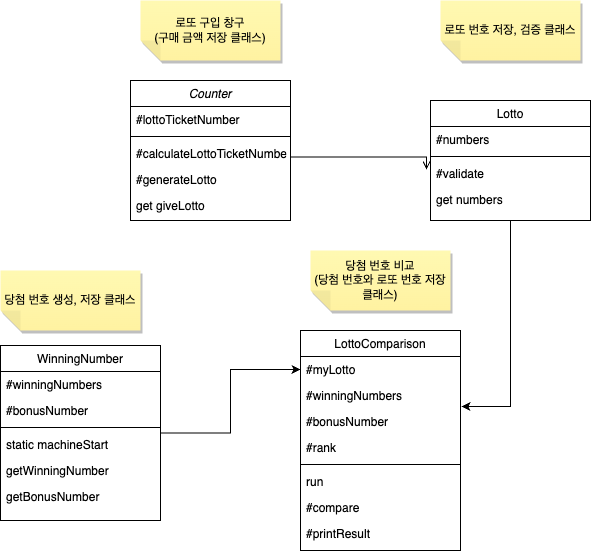 로또 구입 창구
(구매 금액 저장 클래스)
로또 번호 저장, 검증 클래스
Counter
#lottoTicketNumber
#calculateLottoTicketNumbe
#generateLotto
get giveLotto
Lotto
#numbers
#validate
get numbers
당첨 번호 생성, 저장 클래스
당첨 번호 비교
(당첨 번호와 로또 번호 저장
클래스)
WinningNumber
#winningNumbers
#bonusNumber
static machineStart
getWinningNumber
getBonusNumber
LottoComparison
#myLotto
#winningNumbers
#bonusNumber
#rank
run
#compare
#printResult